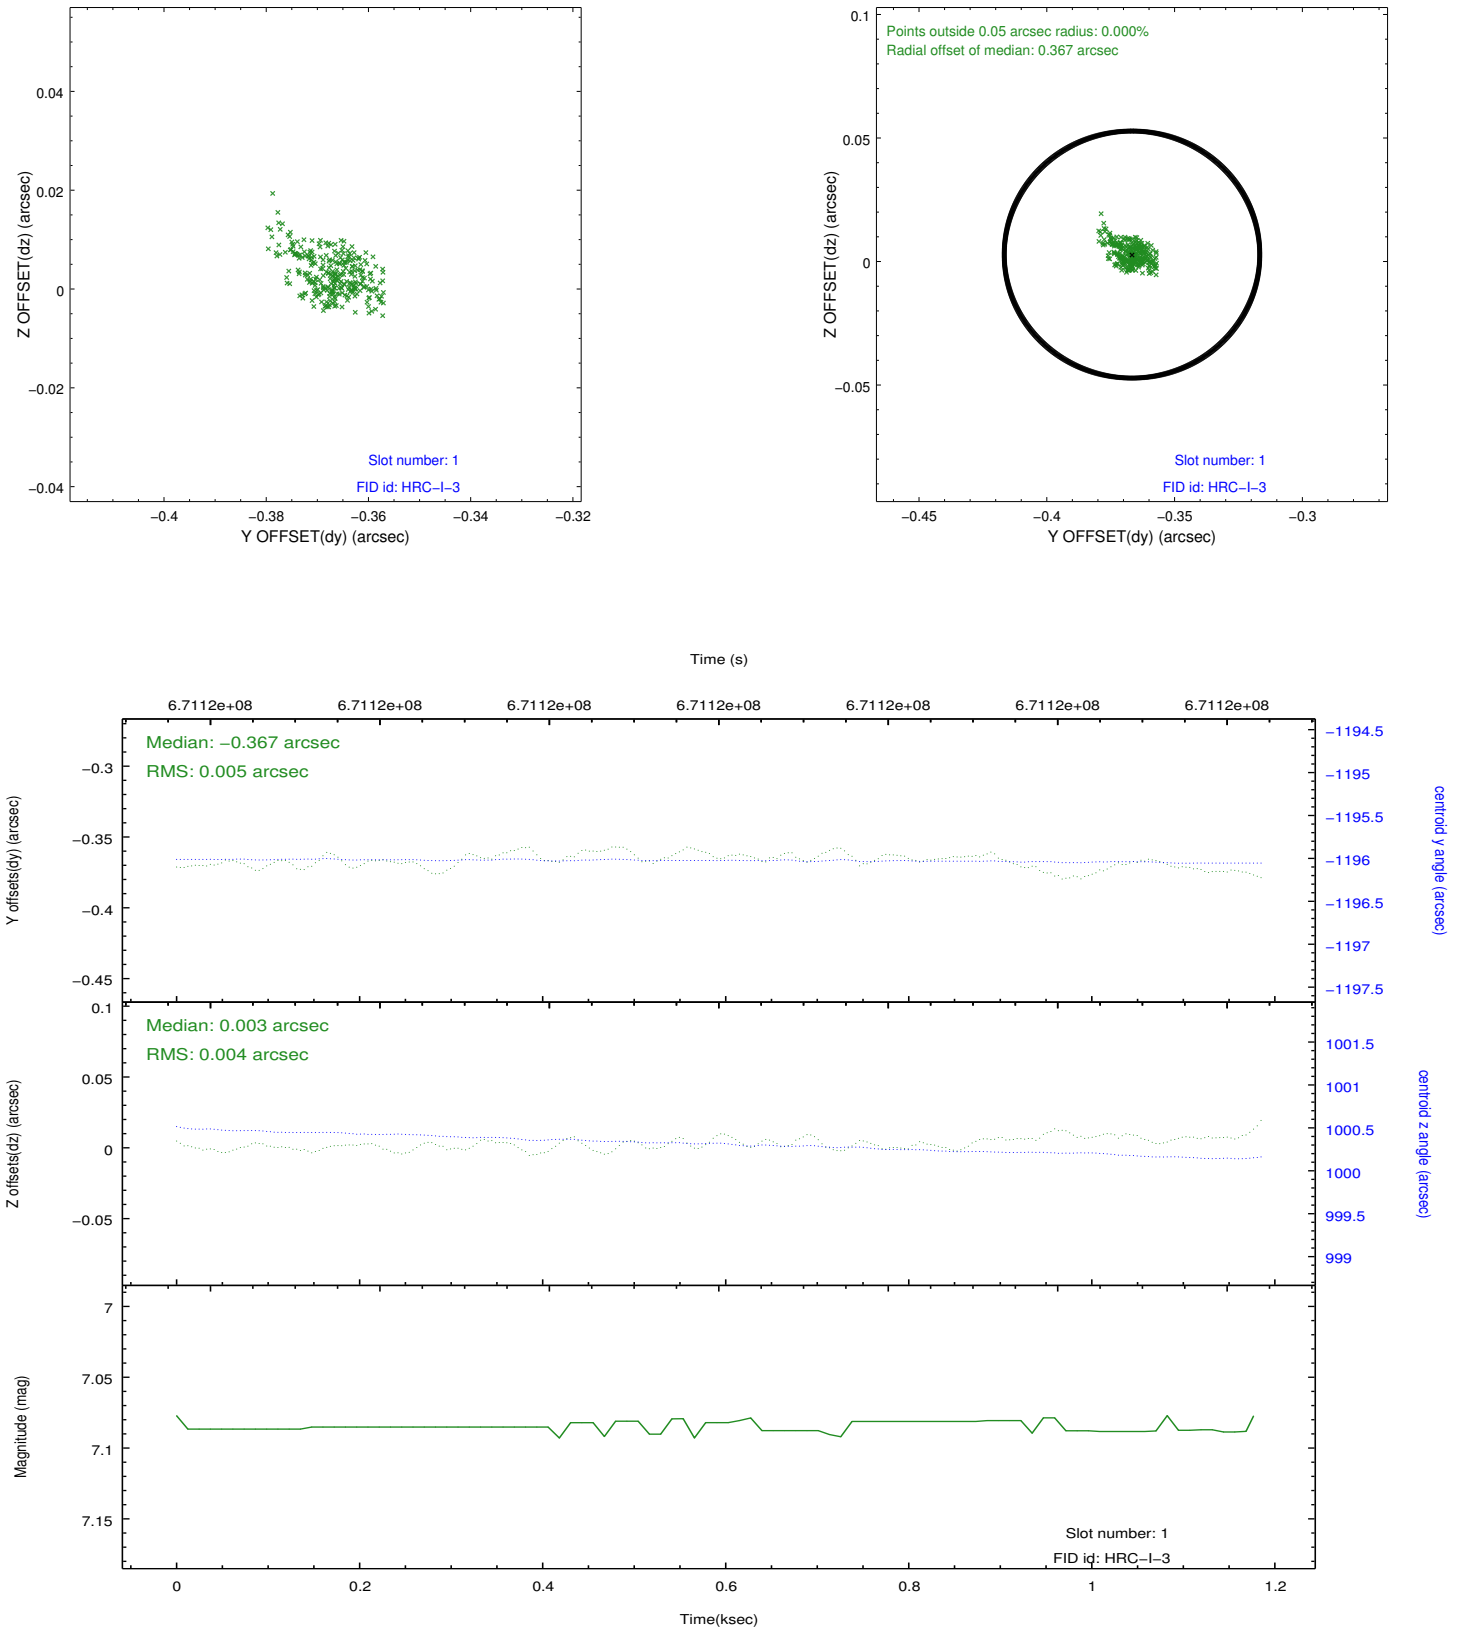 0.04
0.02
0
−0.02
−0.04
Z OFFSET(dz) (arcsec)
Slot number: 1
FID id: HRC−I−3
−0.4 −0.38 −0.36 −0.34 −0.32
Y OFFSET(dy) (arcsec)
Points outside 0.05 arcsec radius: 0.000%
Radial offset of median: 0.367 arcsec
0.1
0.05
0
−0.05
Z OFFSET(dz) (arcsec)
Slot number: 1
FID id: HRC−I−3
−0.45 −0.4 −0.35 −0.3
Y OFFSET(dy) (arcsec)
Time (s)
6.7112e+08 6.7112e+08 6.7112e+08 6.7112e+08 6.7112e+08 6.7112e+08 6.7112e+08
Median: −0.367 arcsec
RMS: 0.005 arcsec
−0.3
−0.35
−0.4
−0.45
Y offsets(dy) (arcsec)
−1194.5
−1195
−1195.5
−1196
−1196.5
−1197
−1197.5
centroid y angle (arcsec)
Median: 0.003 arcsec
RMS: 0.004 arcsec
0.1
0.05
0
−0.05
Z offsets(dz) (arcsec)
1001.5
1001
1000.5
1000
999.5
999
centroid z angle (arcsec)
7
7.05
7.1
7.15
Magnitude (mag)
Slot number: 1
FID id: HRC−I−3
0 0.2 0.4 0.6 0.8 1 1.2
Time(ksec)